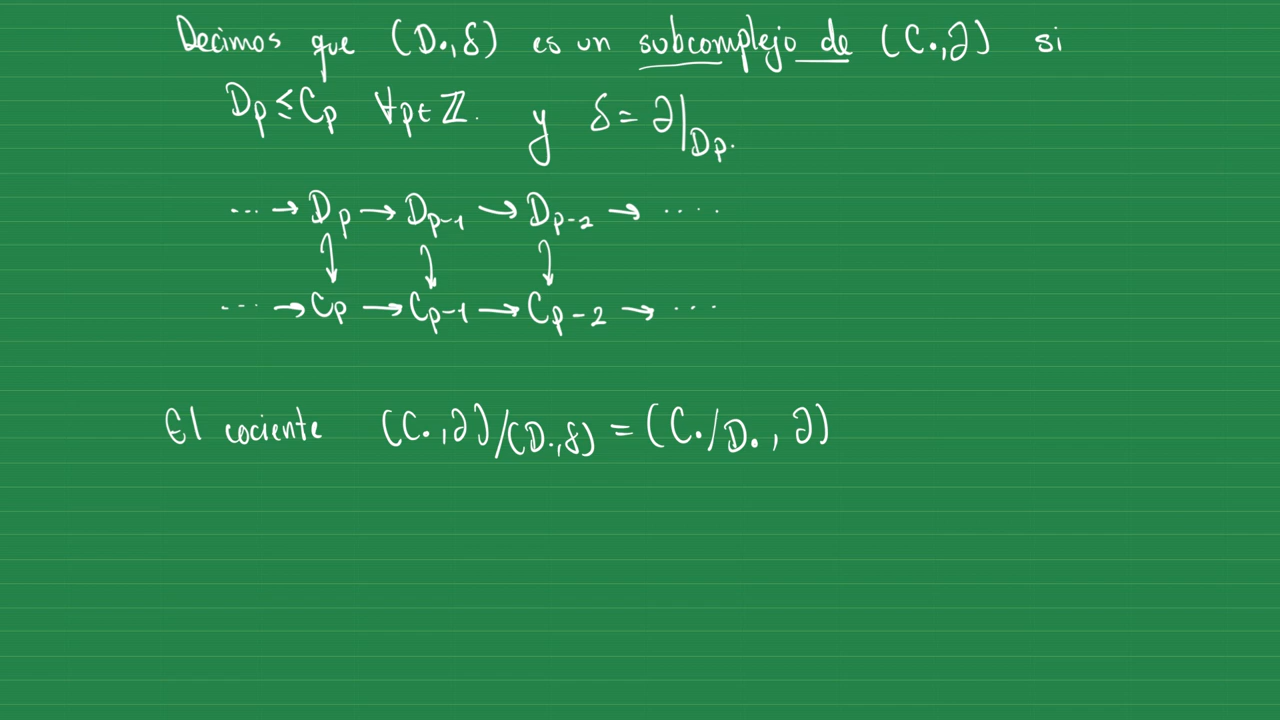 Decimos que (D•, δ) es un subcomplejo de (C•, ∂) si
Dp ≤ Cp ∀p∈ℤ. y δ = ∂|Dp.
··· → Dp → Dp-1 → Dp-2 → ····
↓ ↓ ↓
··· → Cp → Cp-1 → Cp-2 → ···
El cociente (C•, ∂)/(D•, δ) = (C•/D•, ∂)